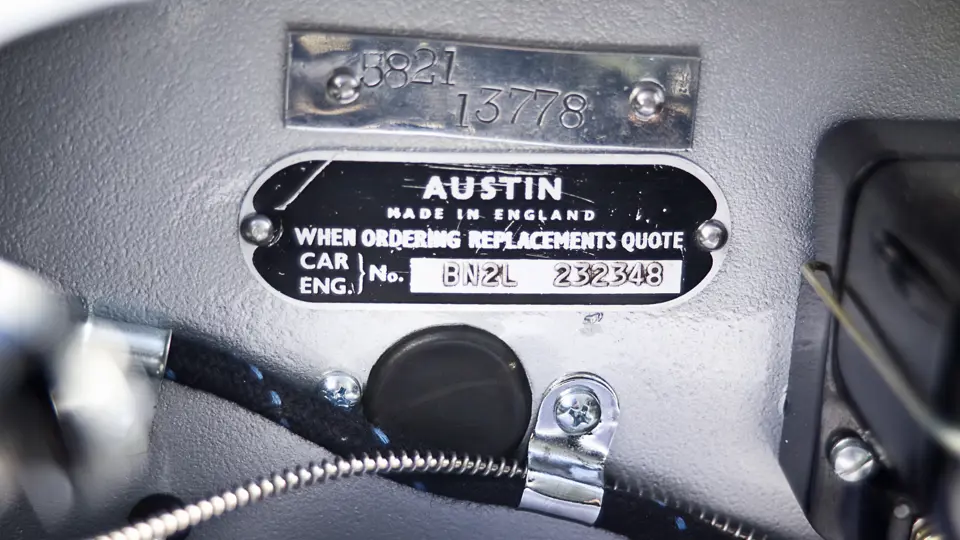 5821
13778
AUSTIN
MADE IN ENGLAND
WHEN ORDERING REPLACEMENTS QUOTE
CAR
ENG. } No. BN2L 232348